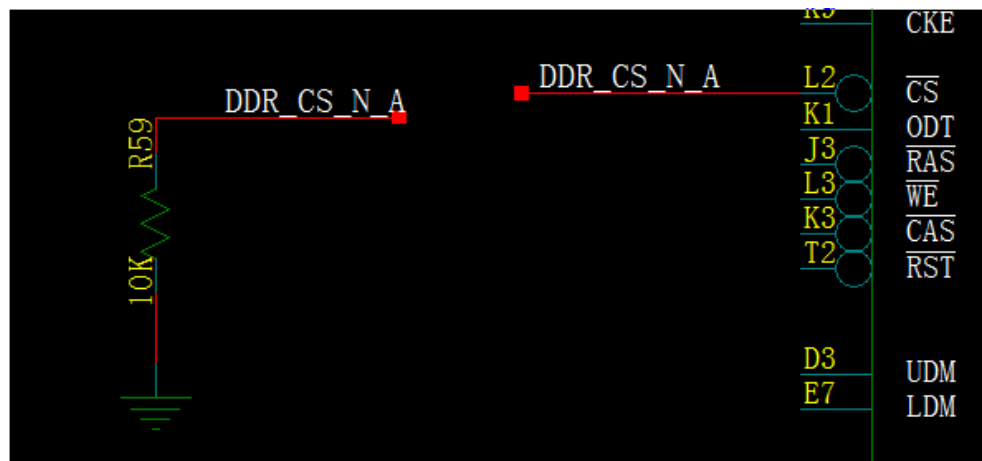 CKE
DDR_CS_N_A
L2
CS
DDR_CS_N_A
R59
K1
ODT
J3
RAS
L3
WE
K3
CAS
T2
RST
10K
D3
UDM
E7
LDM